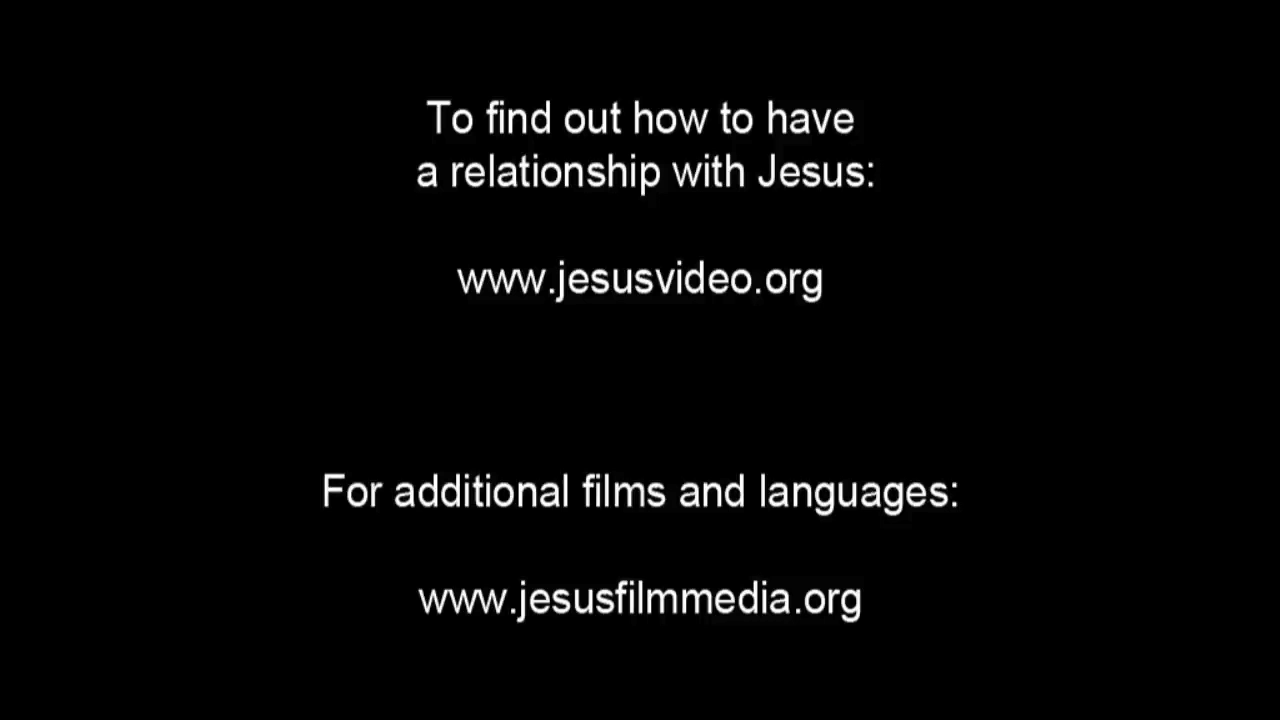 To find out how to have
a relationship with Jesus:
www.jesusvideo.org
For additional films and languages:
www.jesusfilmmedia.org